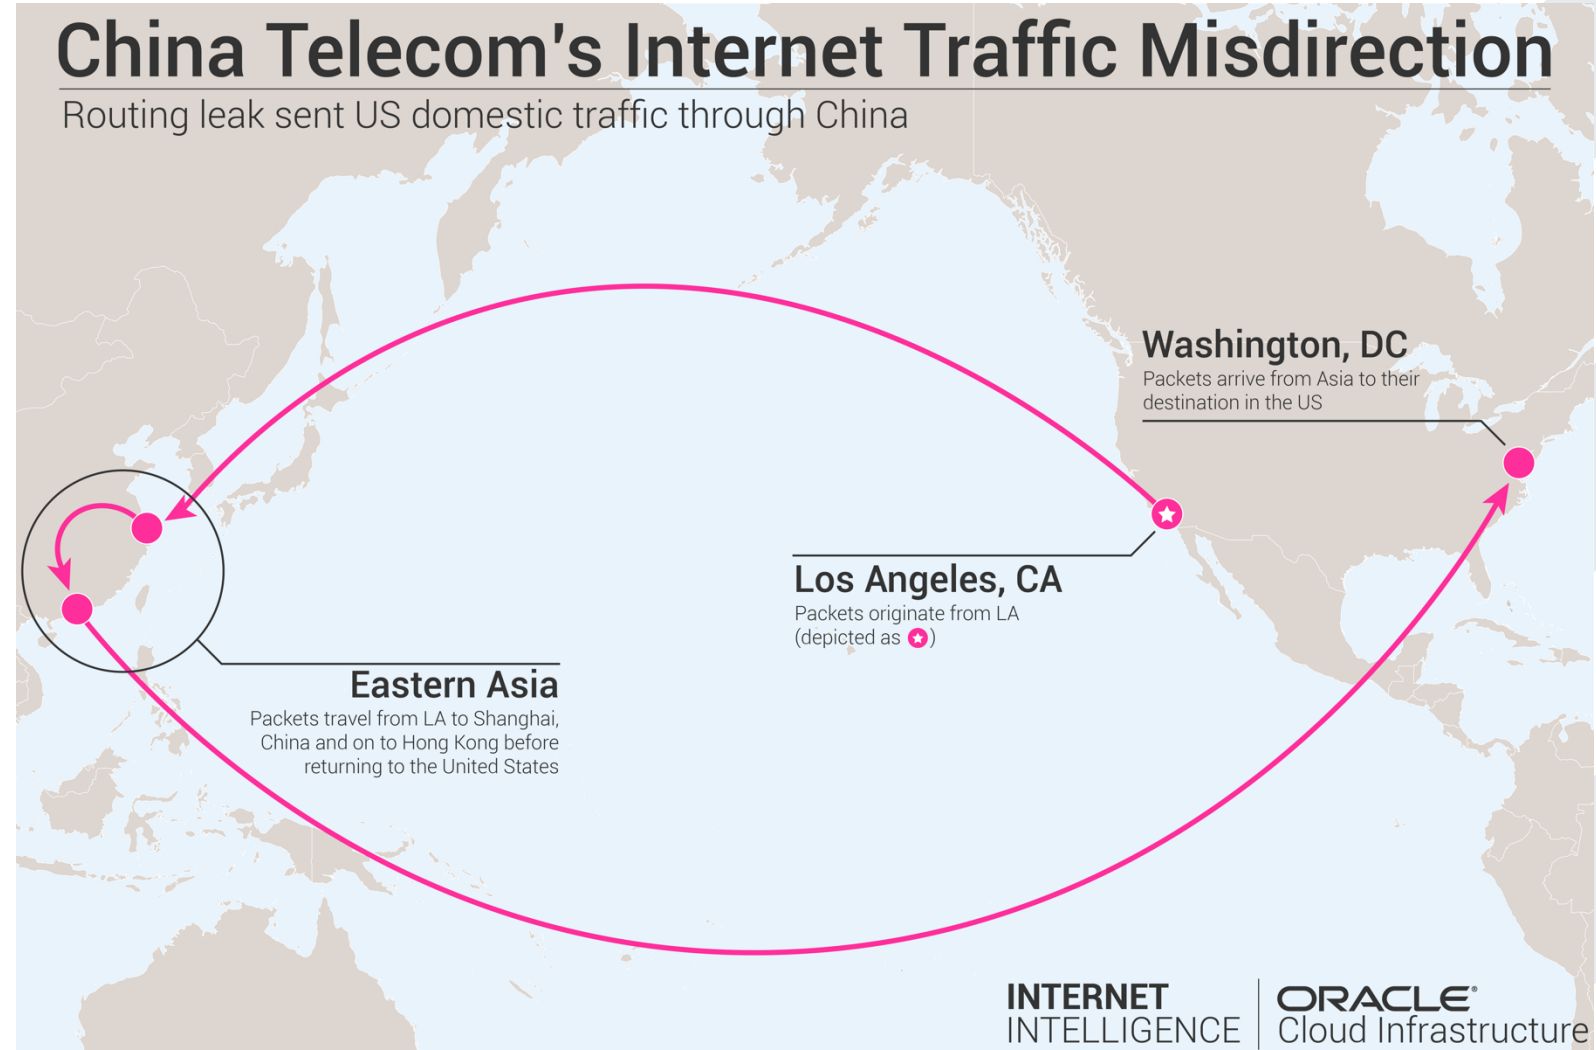 China Telecom's Internet Traffic Misdirection
Routing leak sent US domestic traffic through China
Washington, DC
Packets arrive from Asia to their
destination in the US
Los Angeles, CA
Packets originate from LA
(depicted as ★)
Eastern Asia
Packets travel from LA to Shanghai,
China and on to Hong Kong before
returning to the United States
INTERNET
INTELLIGENCE
ORACLE®
Cloud Infrastructure